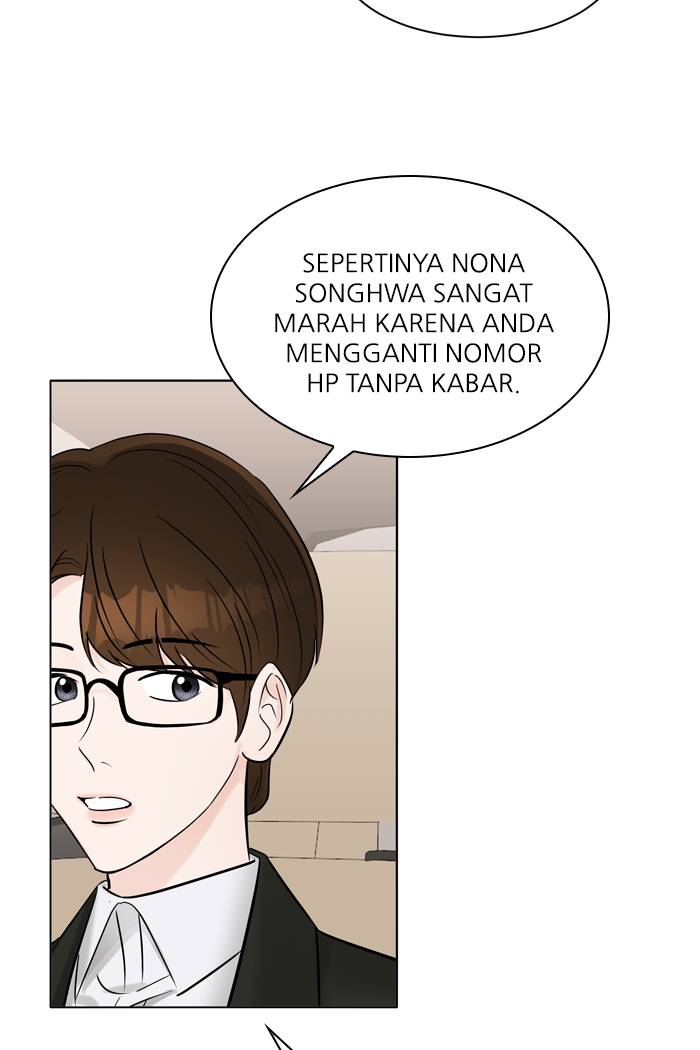 SEPERTINYA NONA
SONGHWA SANGAT
MARAH KARENA ANDA
MENGGANTI NOMOR
HP TANPA KABAR.